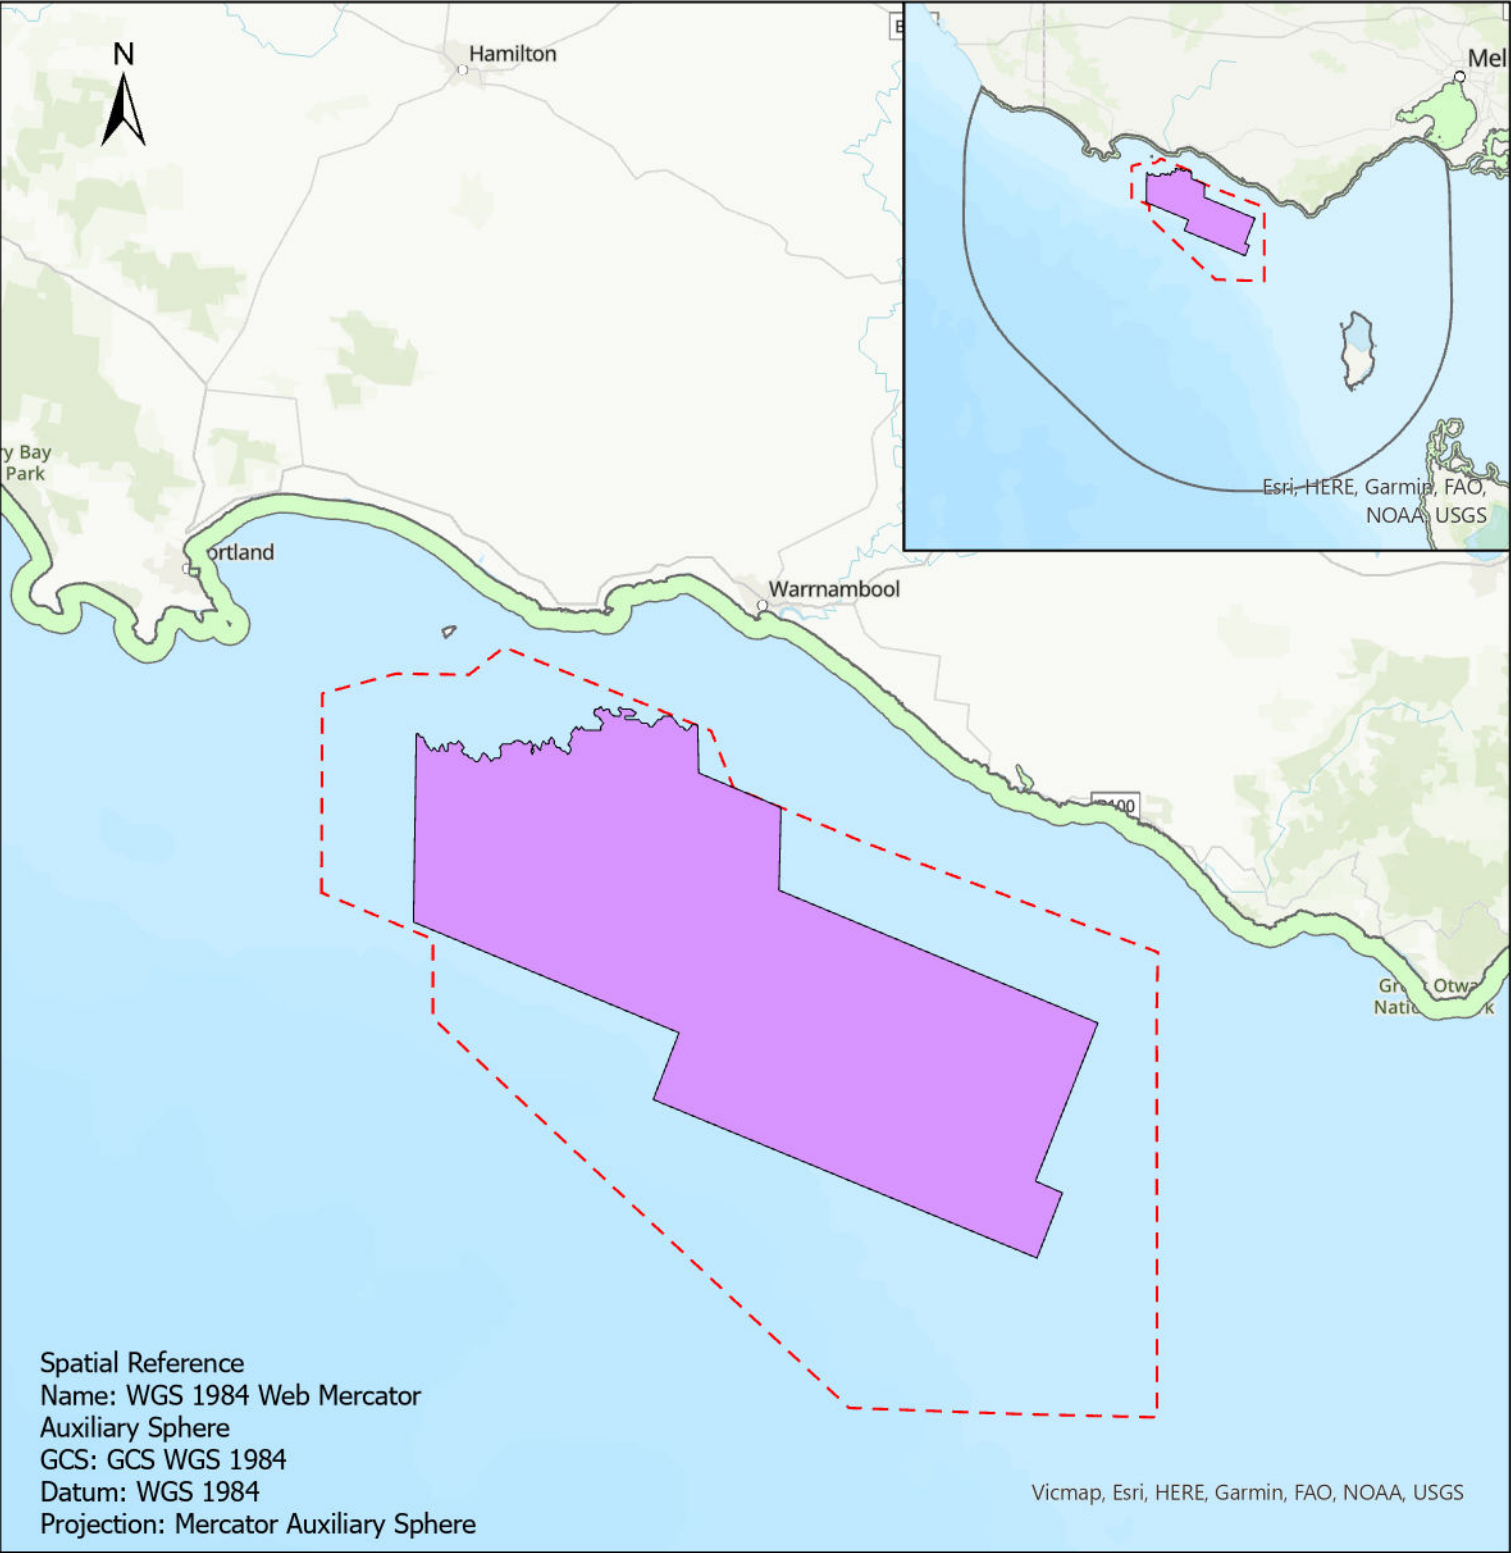 N
Hamilton
Mel
Esri, HERE, Garmin, FAO,
NOAA, USGS
ry Bay
Park
ortland
Warrnambool
Spatial Reference
Name: WGS 1984 Web Mercator
Auxiliary Sphere
GCS: GCS WGS 1984
Datum: WGS 1984
Projection: Mercator Auxiliary Sphere
Vicmap, Esri, HERE, Garmin, FAO, NOAA, USGS